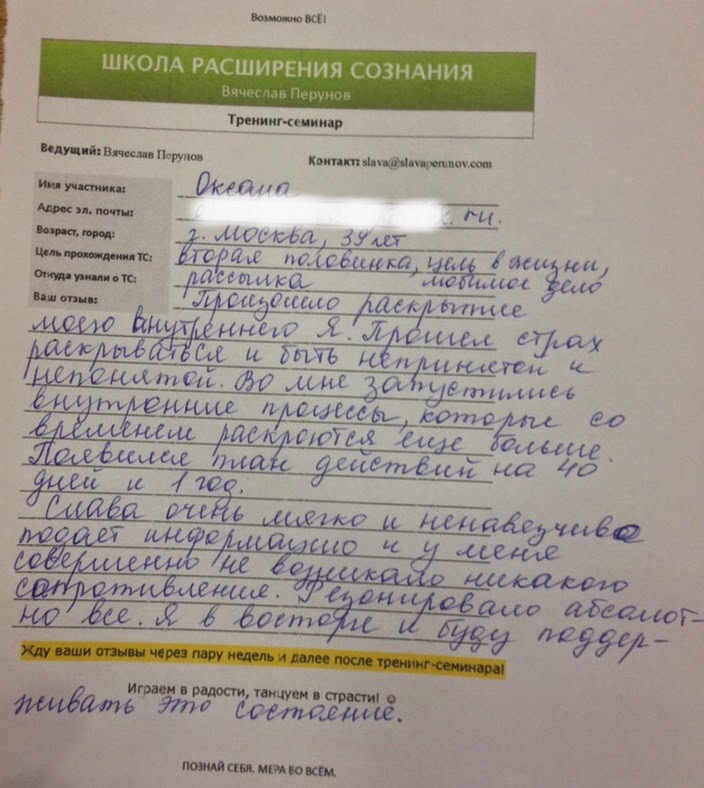 Возможно ВСЁ!
ШКОЛА РАСШИРЕНИЯ СОЗНАНИЯ
Вячеслав Перунов
Тренинг-семинар
Ведущий: Вячеслав Перунов Контакт: slava@slavaperunov.com
Имя участника: Оксана
Адрес эл. почты: .ru.
Возраст, город: г. Москва, 39 лет
Цель прохождения ТС: вторая половинка, цель в жизни,
любимое дело
Откуда узнали о ТС: рассылка
Ваш отзыв: Произошло раскрытие
моего внутреннего Я. Прошел страх
раскрываться и быть непринятой и
непонятой. Во мне запустились
внутренние процессы, которые со
временем раскроются еще больше.
Появился план действий на 40
дней и 1 год.
Слава очень мягко и ненавезчиво
подает информацию и у меня
совершенно не возникало никакого
сопротивления. Резонировало абсолют-
но все. Я в восторге и буду поддер-
Жду ваши отзывы через пару недель и далее после тренинг-семинара!
Играем в радости, танцуем в страсти! ☺
живать это состояние.
ПОЗНАЙ СЕБЯ. МЕРА ВО ВСЁМ.